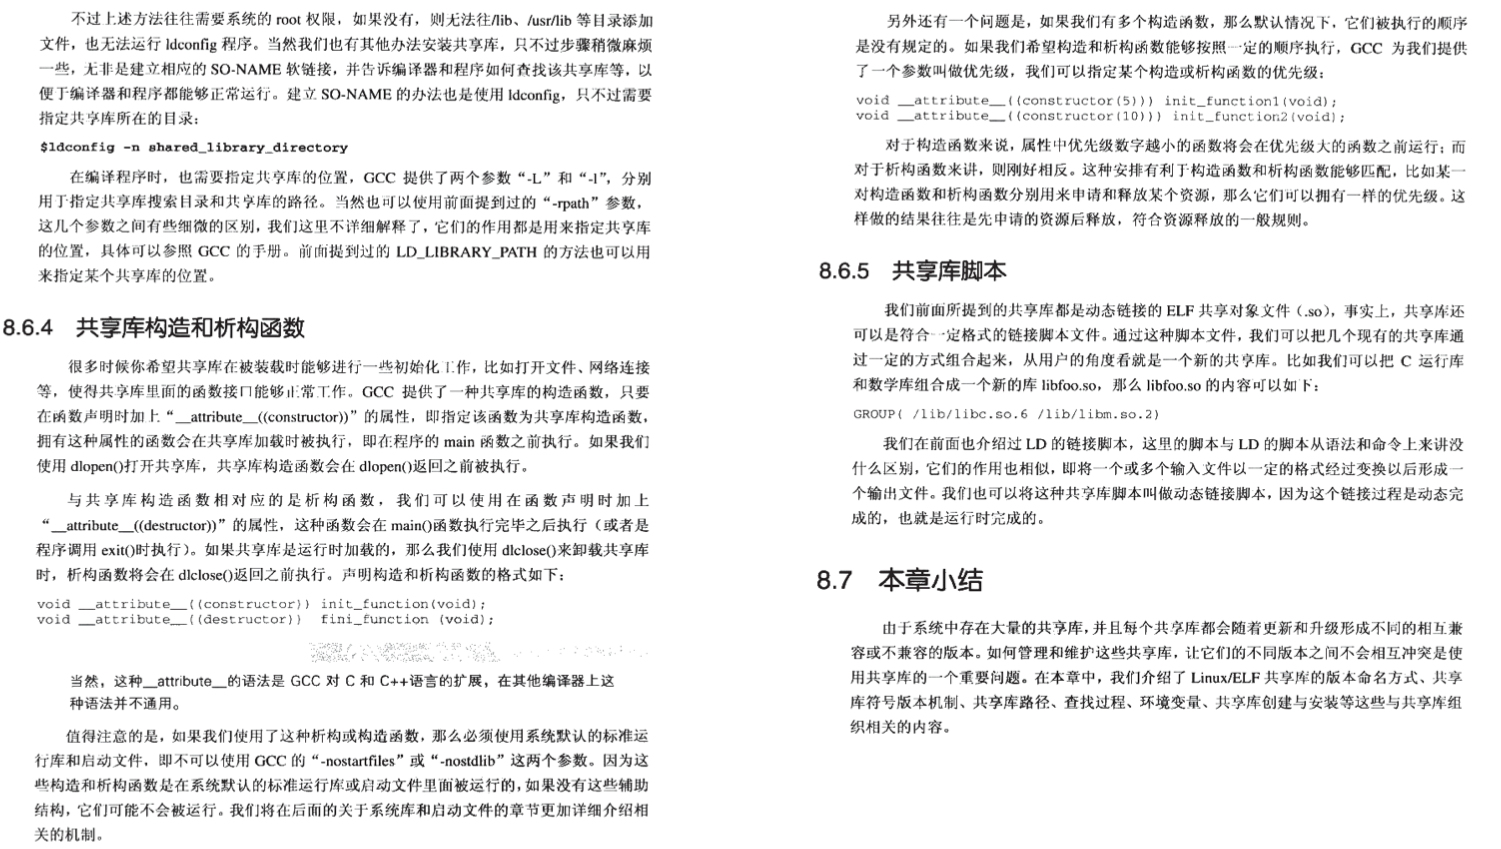 不过上述方法往往需要系统的 root 权限，如果没有，则无法往/lib、/usr/lib 等目录添加
文件，也无法运行 ldconfig 程序。当然我们也有其他办法安装共享库，只不过步骤稍微麻烦
一些，无非是建立相应的 SO-NAME 软链接，并告诉编译器和程序如何查找该共享库等，以
便于编译器和程序都能够正常运行。建立 SO-NAME 的办法也是使用 ldconfig，只不过需要
指定共享库所在的目录：
$ldconfig -n shared_library_directory
在编译程序时，也需要指定共享库的位置，GCC 提供了两个参数“-L”和“-l”，分别
用于指定共享库搜索目录和共享库的路径。当然也可以使用前面提到过的“-rpath”参数，
这几个参数之间有些细微的区别，我们这里不详细解释了，它们的作用都是用来指定共享库
的位置，具体可以参照 GCC 的手册。前面提到过的 LD_LIBRARY_PATH 的方法也可以用
来指定某个共享库的位置。
8.6.4 共享库构造和析构函数
很多时候你希望共享库在被装载时能够进行一些初始化工作，比如打开文件、网络连接
等，使得共享库里面的函数接口能够正常工作。GCC 提供了一种共享库的构造函数，只要
在函数声明时加上“__attribute__((constructor))”的属性，即指定该函数为共享库构造函数，
拥有这种属性的函数会在共享库加载时被执行，即在程序的 main 函数之前执行。如果我们
使用 dlopen()打开共享库，共享库构造函数会在 dlopen()返回之前被执行。
与共享库构造函数相对应的是析构函数，我们可以使用在函数声明时加上
“__attribute__((destructor))”的属性，这种函数会在 main()函数执行完毕之后执行（或者是
程序调用 exit()时执行）。如果共享库是运行时加载的，那么我们使用 dlclose()来卸载共享库
时，析构函数将会在 dlclose()返回之前执行。声明构造和析构函数的格式如下：
void __attribute__((constructor)) init_function(void);
void __attribute__((destructor)) fini_function (void);
当然，这种__attribute__的语法是 GCC 对 C 和 C++语言的扩展，在其他编译器上这
种语法并不通用。
值得注意的是，如果我们使用了这种析构或构造函数，那么必须使用系统默认的标准运
行库和启动文件，即不可以使用 GCC 的“-nostartfiles”或“-nostdlib”这两个参数。因为这
些构造和析构函数是在系统默认的标准运行库或启动文件里面被运行的，如果没有这些辅助
结构，它们可能不会被运行。我们将在后面的关于系统库和启动文件的章节更加详细介绍相
关的机制。
另外还有一个问题是，如果我们有多个构造函数，那么默认情况下，它们被执行的顺序
是没有规定的。如果我们希望构造和析构函数能够按照一定的顺序执行，GCC 为我们提供
了一个参数叫做优先级，我们可以指定某个构造或析构函数的优先级：
void __attribute__((constructor(5))) init_function1(void);
void __attribute__((constructor(10))) init_function2(void);
对于构造函数来说，属性中优先级数字越小的函数将会在优先级大的函数之前运行；而
对于析构函数来讲，则刚好相反。这种安排有利于构造函数和析构函数能够匹配，比如某一
对构造函数和析构函数分别用来申请和释放某个资源，那么它们可以拥有一样的优先级。这
样做的结果往往是先申请的资源后释放，符合资源释放的一般规则。
8.6.5 共享库脚本
我们前面所提到的共享库都是动态链接的 ELF 共享对象文件（.so），事实上，共享库还
可以是符合一定格式的链接脚本文件。通过这种脚本文件，我们可以把几个现有的共享库通
过一定的方式组合起来，从用户的角度看就是一个新的共享库。比如我们可以把 C 运行库
和数学库组合成一个新的库 libfoo.so，那么 libfoo.so 的内容可以如下：
GROUP( /lib/libc.so.6 /lib/libm.so.2)
我们在前面也介绍过 LD 的链接脚本，这里的脚本与 LD 的脚本从语法和命令上来讲没
什么区别，它们的作用也相似，即将一个或多个输入文件以一定的格式经过变换以后形成一
个输出文件。我们也可以将这种共享库脚本叫做动态链接脚本，因为这个链接过程是动态完
成的，也就是运行时完成的。
8.7 本章小结
由于系统中存在大量的共享库，并且每个共享库都会随着更新和升级形成不同的相互兼
容或不兼容的版本。如何管理和维护这些共享库，让它们的不同版本之间不会相互冲突是使
用共享库的一个重要问题。在本章中，我们介绍了 Linux/ELF 共享库的版本命名方式、共享
库符号版本机制、共享库路径、查找过程、环境变量、共享库创建与安装等这些与共享库组
织相关的内容。